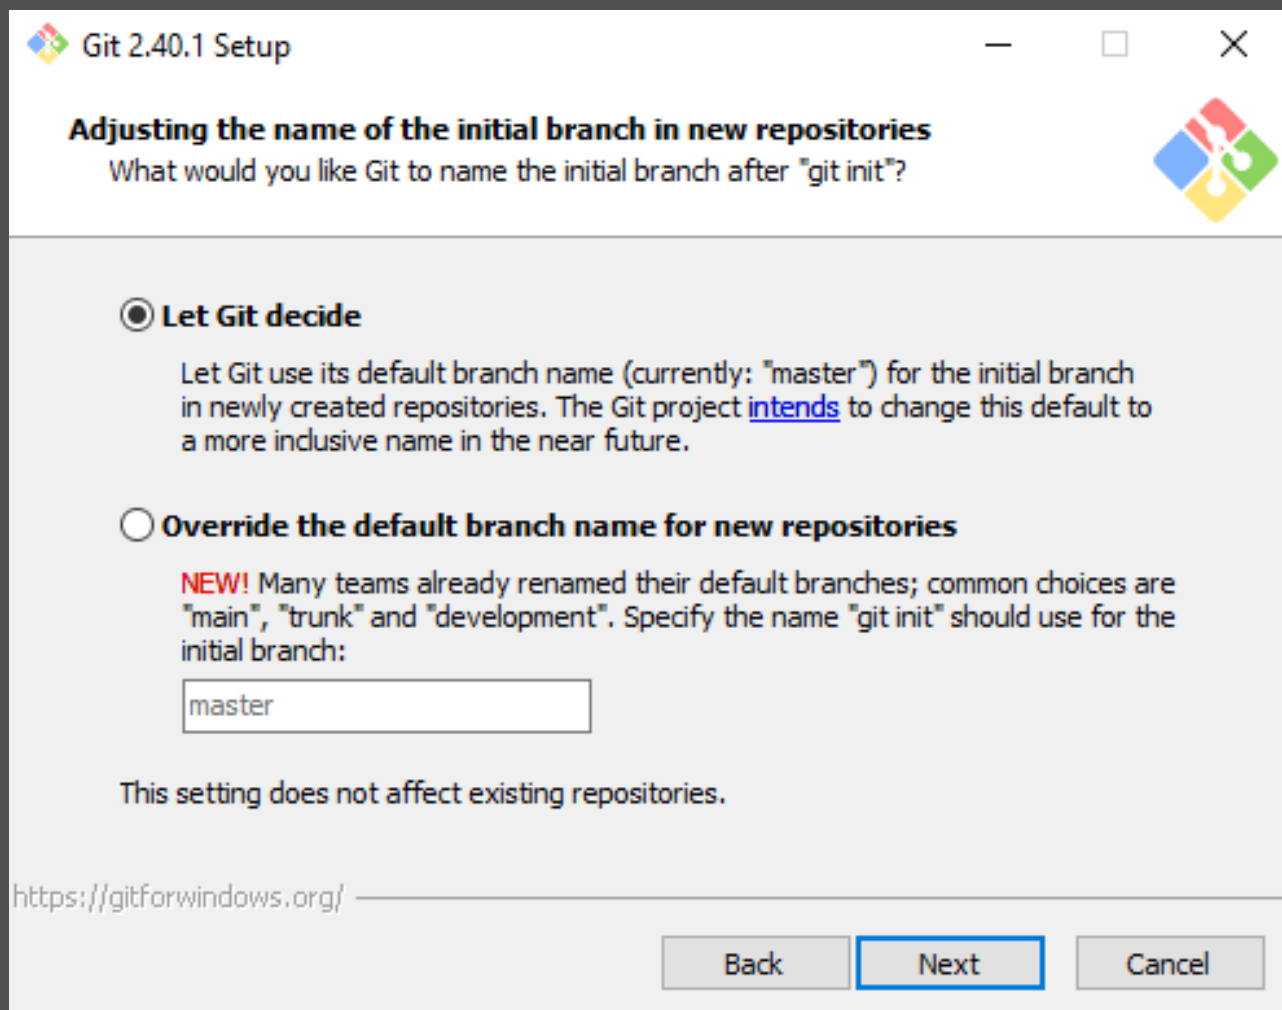 Git 2.40.1 Setup
Adjusting the name of the initial branch in new repositories
What would you like Git to name the initial branch after "git init"?
Let Git decide
Let Git use its default branch name (currently: "master") for the initial branch
in newly created repositories. The Git project intends to change this default to
a more inclusive name in the near future.
Override the default branch name for new repositories
NEW! Many teams already renamed their default branches; common choices are
"main", "trunk" and "development". Specify the name "git init" should use for the
initial branch:
master
This setting does not affect existing repositories.
https://gitforwindows.org/
Back Next Cancel